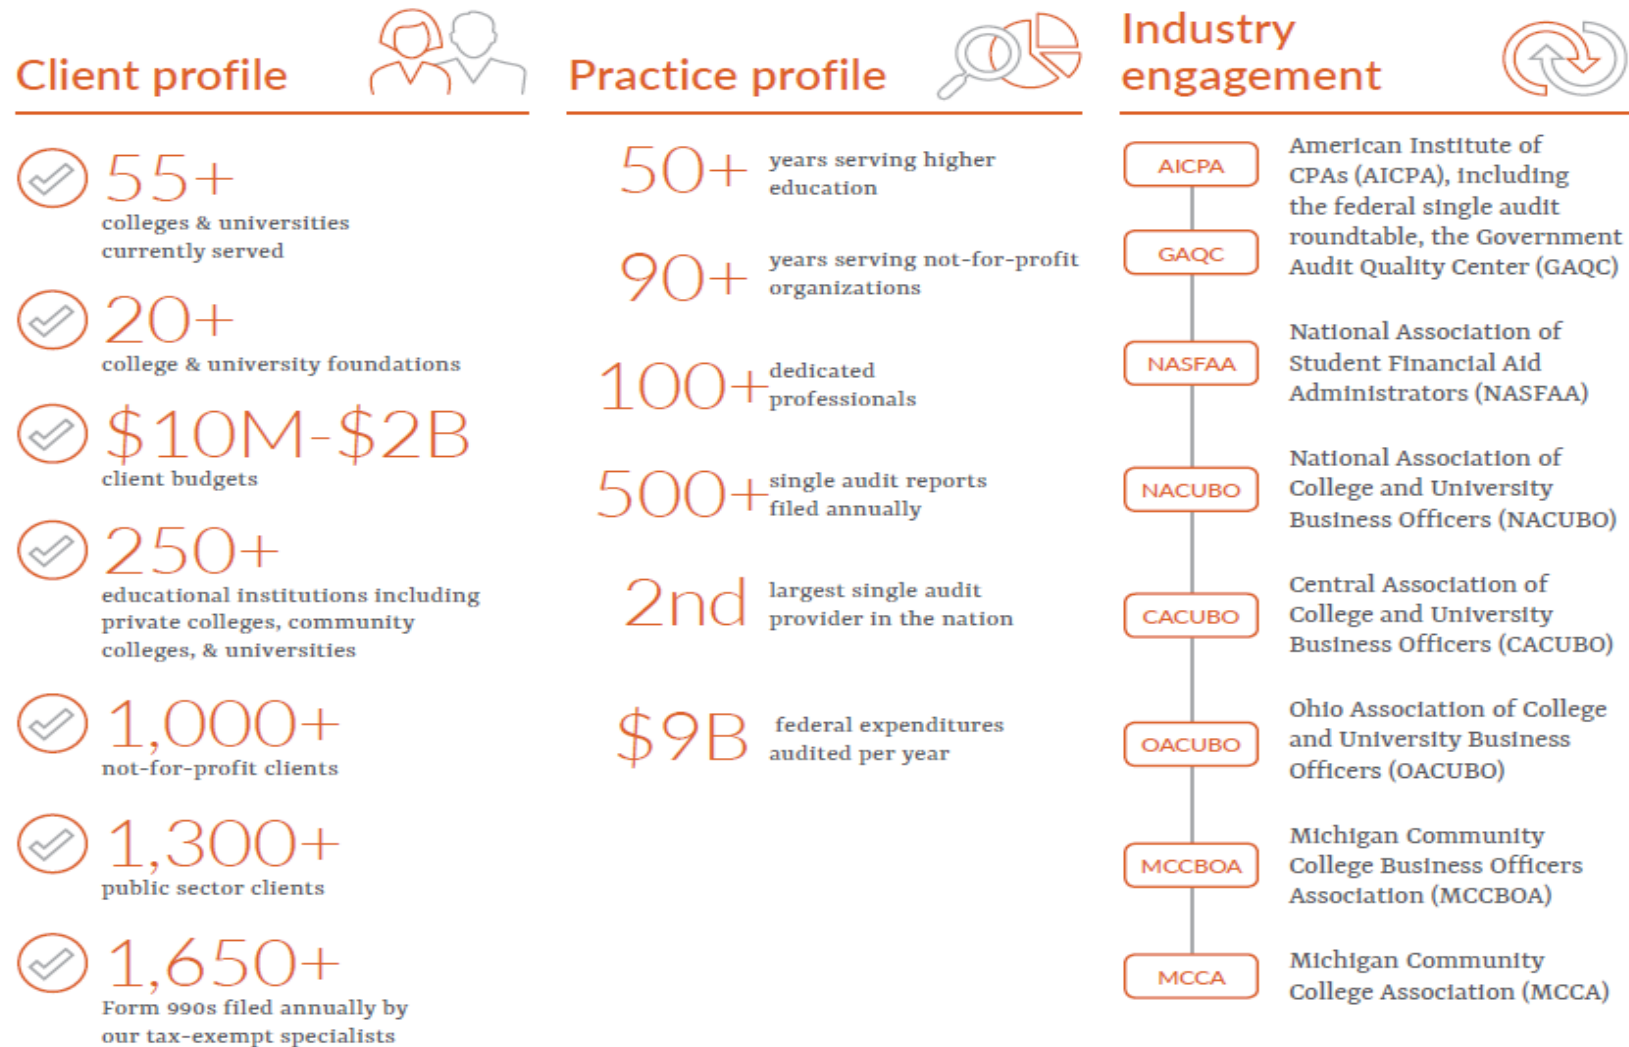 Client profile
55+
colleges & universities
currently served
20+
college & university foundations
$10M-$2B
client budgets
250+
educational institutions including
private colleges, community
colleges, & universities
1,000+
not-for-profit clients
1,300+
public sector clients
1,650+
Form 990s filed annually by
our tax-exempt specialists
Practice profile
50+
years serving higher
education
90+
years serving not-for-profit
organizations
100+
dedicated
professionals
500+
single audit reports
filed annually
2nd
largest single audit
provider in the nation
$9B
federal expenditures
audited per year
Industry
engagement
AICPA
GAQC
American Institute of
CPAs (AICPA), including
the federal single audit
roundtable, the Government
Audit Quality Center (GAQC)
NASFAA
National Association of
Student Financial Aid
Administrators (NASFAA)
NACUBO
National Association of
College and University
Business Officers (NACUBO)
CACUBO
Central Association of
College and University
Business Officers (CACUBO)
OACUBO
Ohio Association of College
and University Business
Officers (OACUBO)
MCCBOA
Michigan Community
College Business Officers
Association (MCCBOA)
MCCA
Michigan Community
College Association (MCCA)